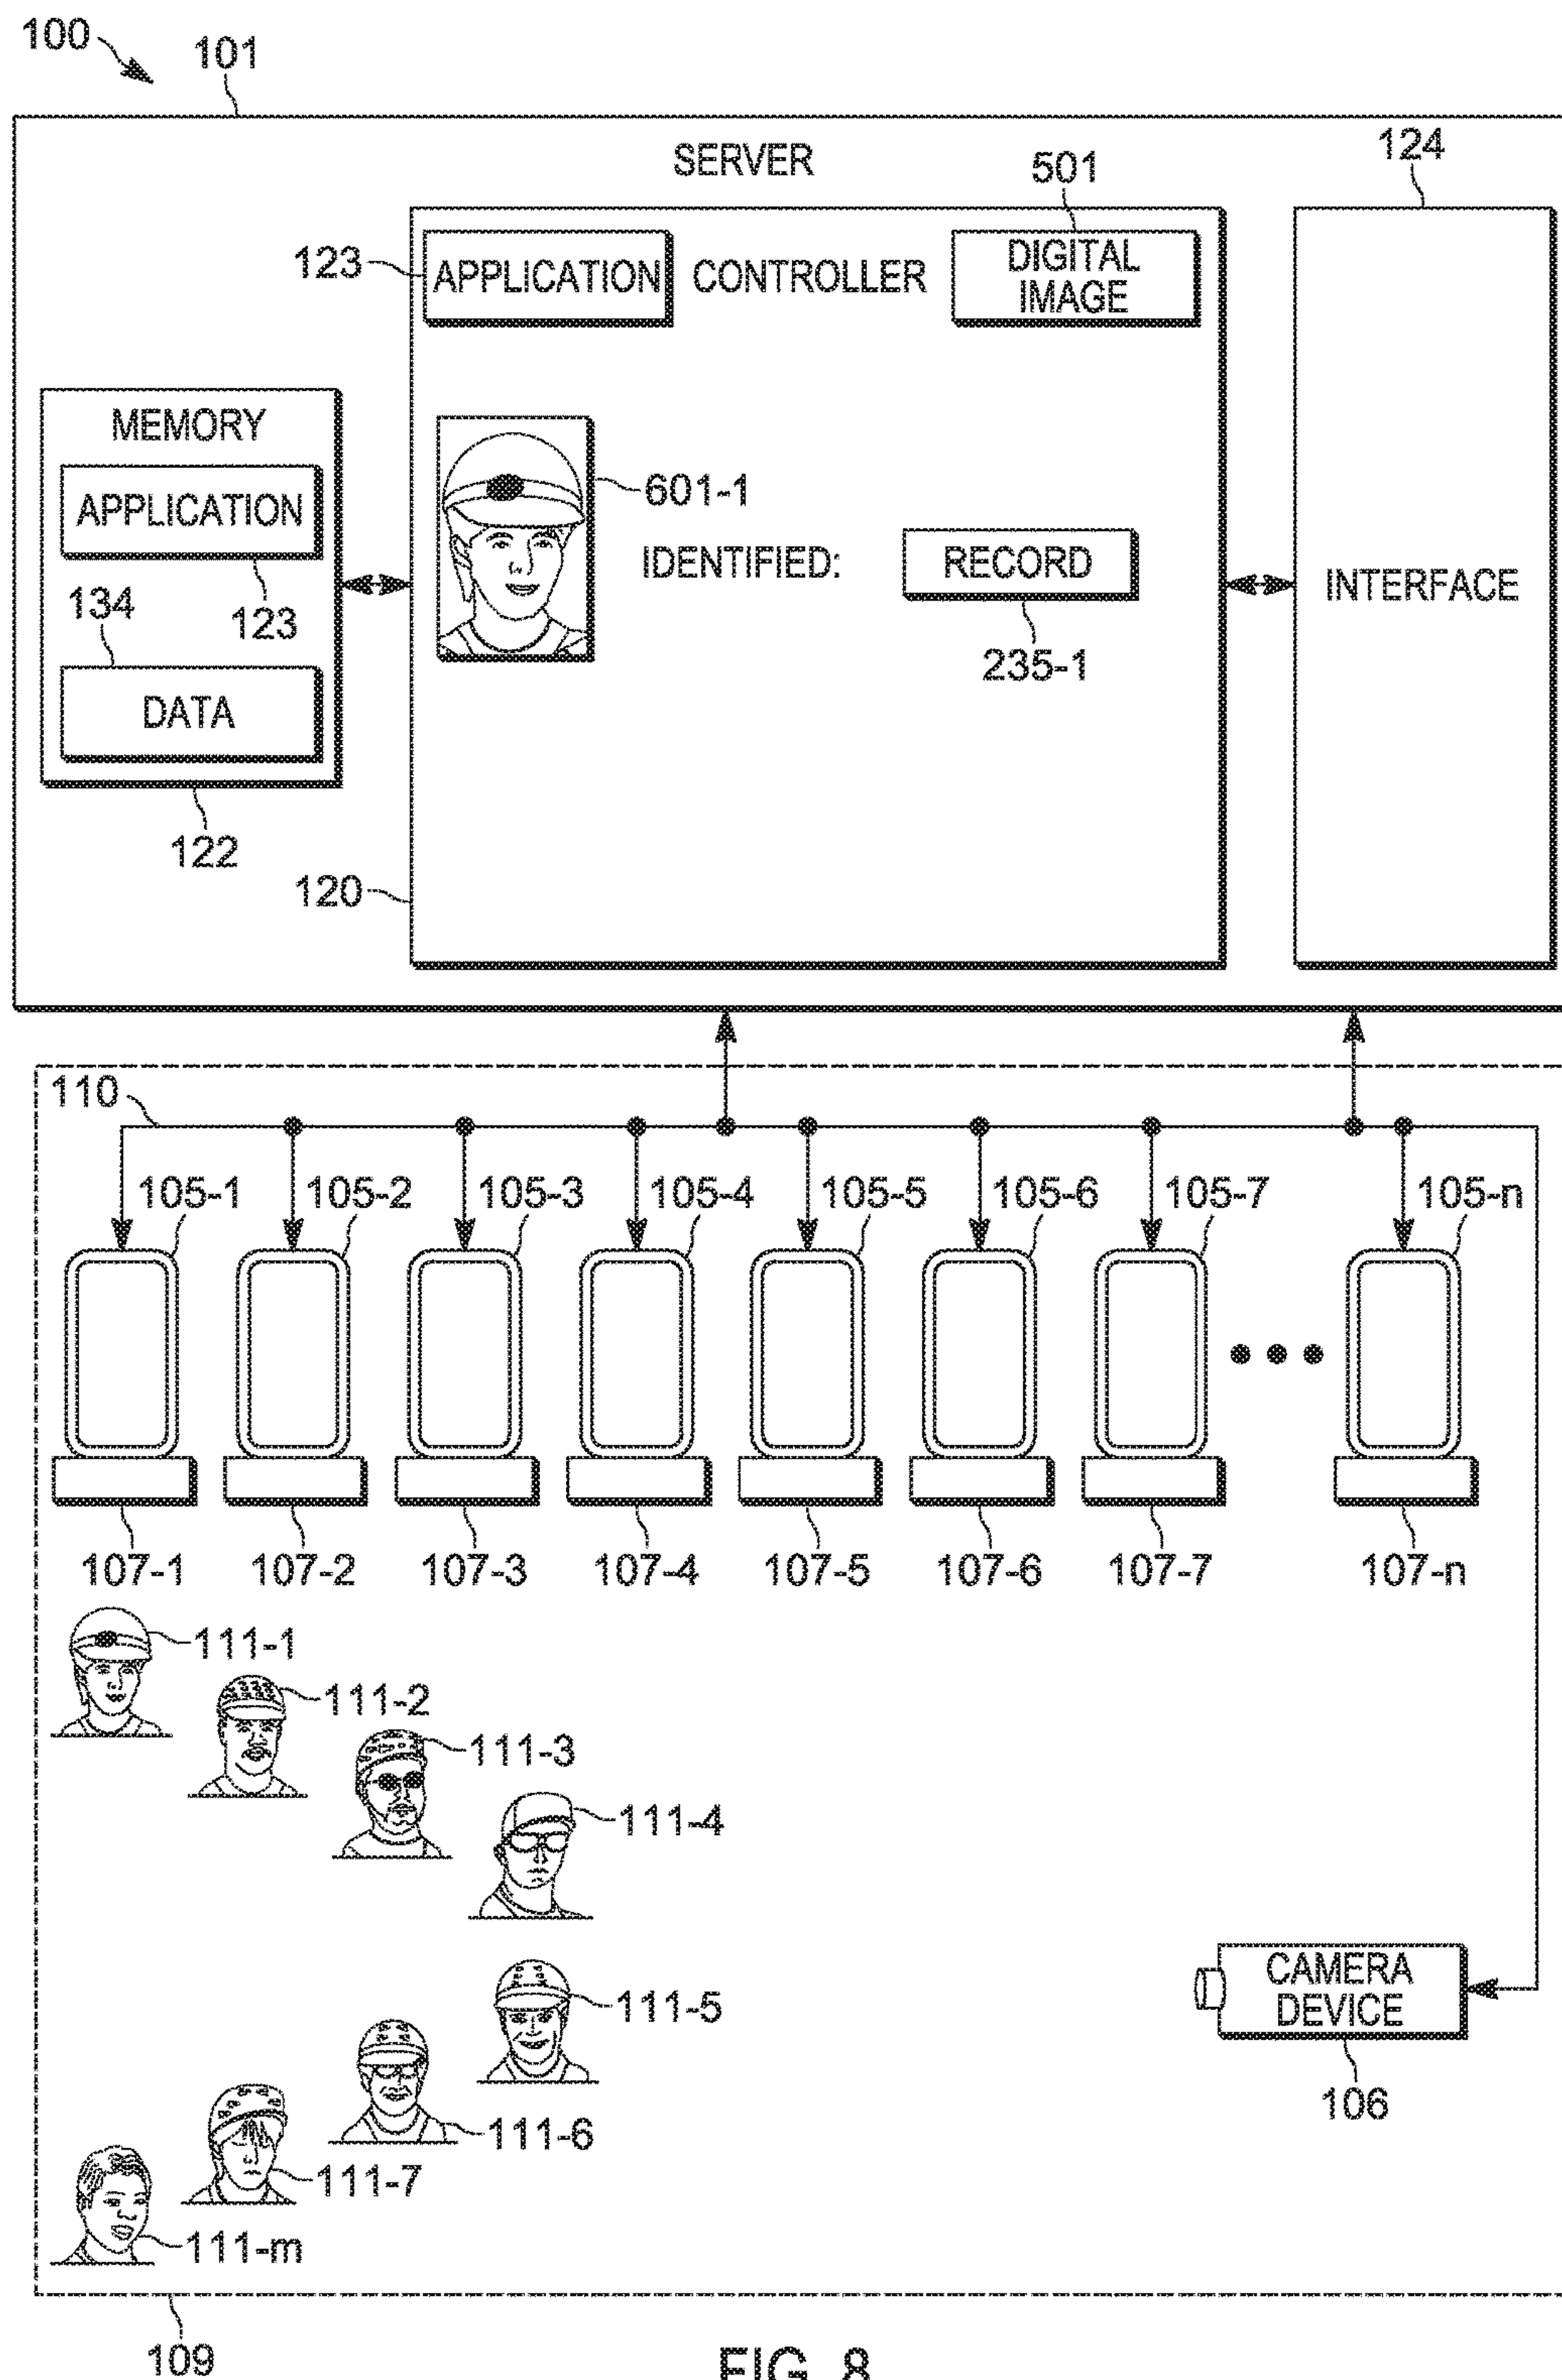 100
101
SERVER
124
501
123
APPLICATION
CONTROLLER
DIGITAL
IMAGE
MEMORY
APPLICATION
123
134
DATA
122
601-1
IDENTIFIED:
RECORD
235-1
INTERFACE
120
110
105-1
105-2
105-3
105-4
105-5
105-6
105-7
105-n
107-1
107-2
107-3
107-4
107-5
107-6
107-7
107-n
111-1
111-2
111-3
111-4
111-5
111-6
111-7
111-m
CAMERA
DEVICE
106
109
FIG. 8